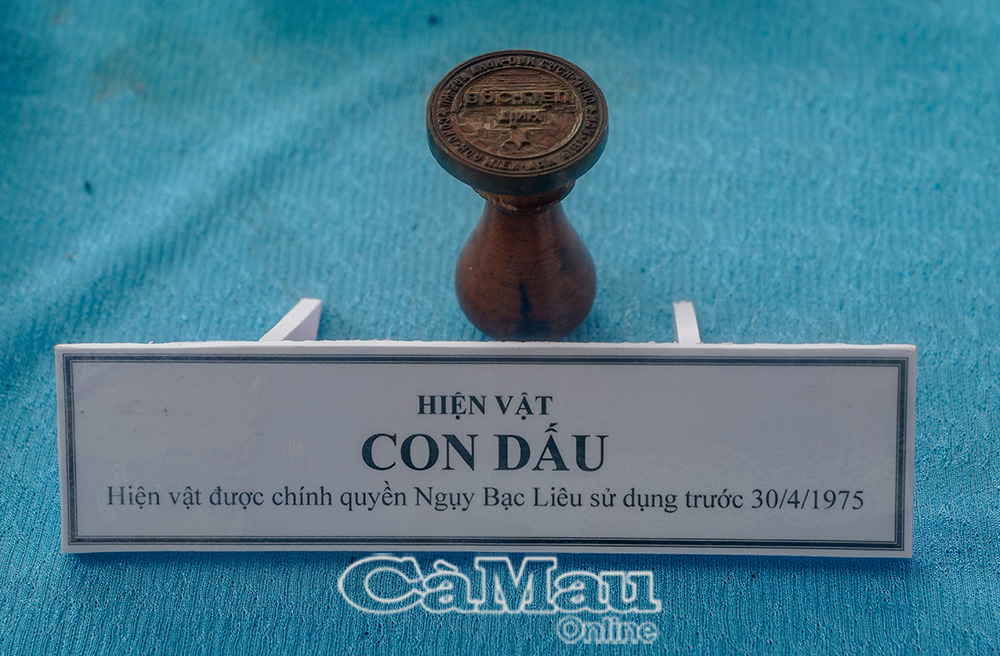 HIỆN VẬT
CON DẤU
Hiện vật được chính quyền Ngụy Bạc Liêu sử dụng trước 30/4/1975
CàMau
Online